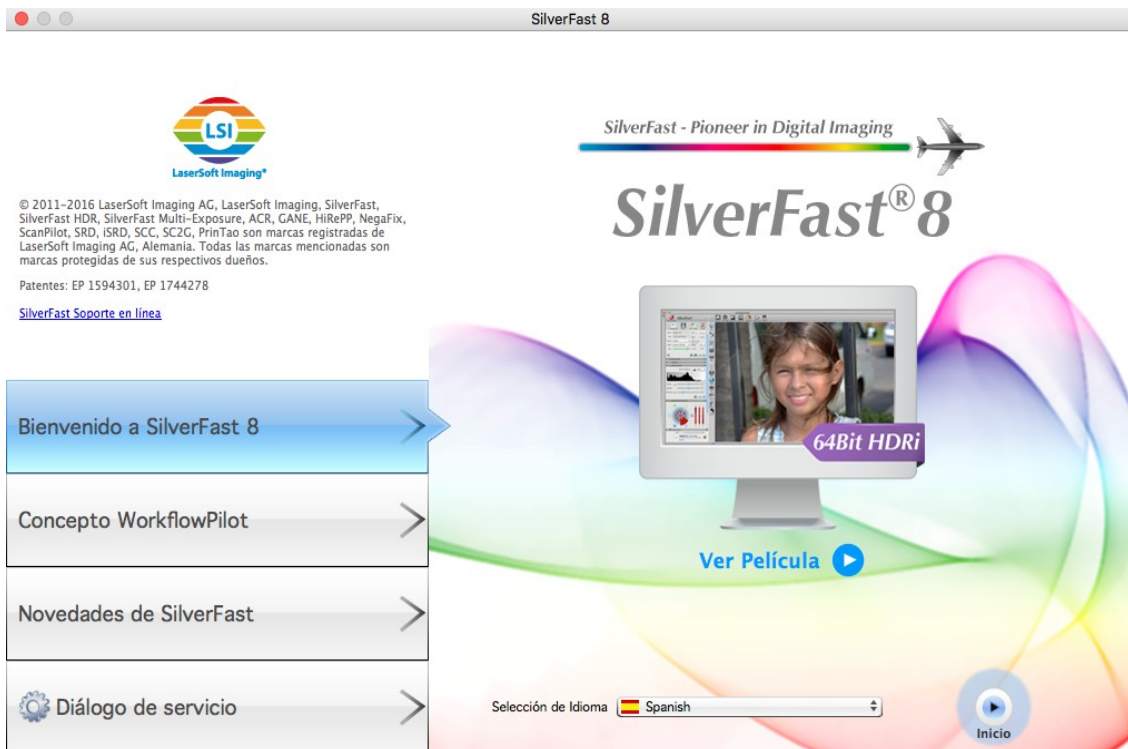 SilverFast 8
LSI
LaserSoft Imaging®
© 2011–2016 LaserSoft Imaging AG, LaserSoft Imaging, SilverFast,
SilverFast HDR, SilverFast Multi-Exposure, ACR, GANE, HiRePP, NegaFix,
ScanPilot, SRD, iSRD, SCC, SC2G, PrinTao son marcas registradas de
LaserSoft Imaging AG, Alemania. Todas las marcas mencionadas son
marcas protegidas de sus respectivos dueños.
Patentes: EP 1594301, EP 1744278
SilverFast Soporte en línea
Bienvenido a SilverFast 8
Concepto WorkflowPilot
Novedades de SilverFast
Diálogo de servicio
SilverFast - Pioneer in Digital Imaging
SilverFast®8
64Bit HDRi
Ver Película
Selección de Idioma
Spanish
Inicio